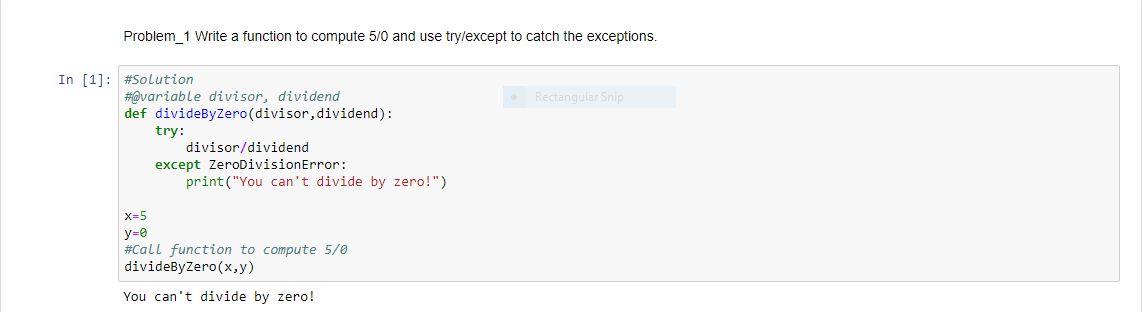 Problem_1 Write a function to compute 5/0 and use try/except to catch the exceptions.
In [1]: #Solution
#@variable divisor, dividend
Rectangular Snip
def divideByZero(divisor,dividend):
    try:
        divisor/dividend
    except ZeroDivisionError:
        print("You can't divide by zero!")
x=5
y=0
#Call function to compute 5/0
divideByZero(x,y)
You can't divide by zero!